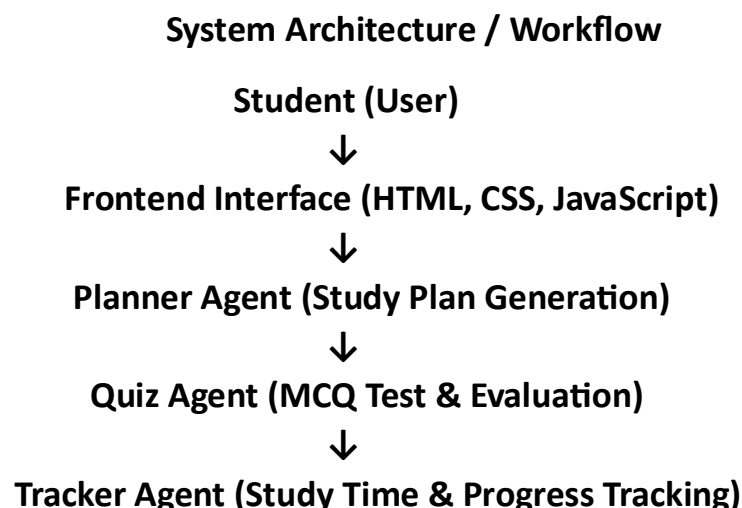 System Architecture / Workflow
Student (User)
↓
Frontend Interface (HTML, CSS, JavaScript)
↓
Planner Agent (Study Plan Generation)
↓
Quiz Agent (MCQ Test & Evaluation)
↓
Tracker Agent (Study Time & Progress Tracking)